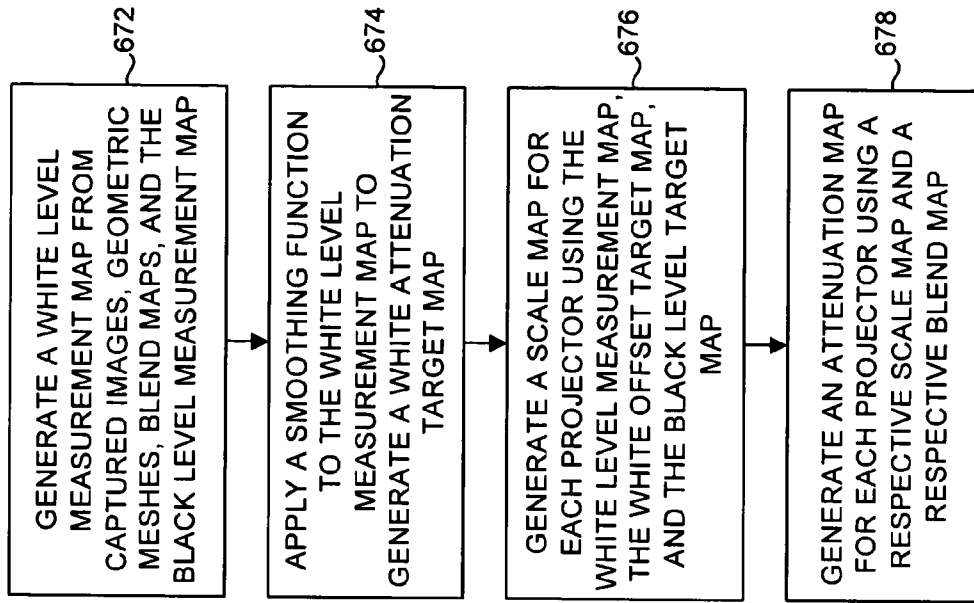 GENERATE A WHITE LEVEL
MEASUREMENT MAP FROM
CAPTURED IMAGES, GEOMETRIC
MESHES, BLEND MAPS, AND THE
BLACK LEVEL MEASUREMENT MAP
672
APPLY A SMOOTHING FUNCTION
TO THE WHITE LEVEL
MEASUREMENT MAP TO
GENERATE A WHITE ATTENUATION
TARGET MAP
674
GENERATE A SCALE MAP FOR
EACH PROJECTOR USING THE
WHITE LEVEL MEASUREMENT MAP,
THE WHITE OFFSET TARGET MAP,
AND THE BLACK LEVEL TARGET
MAP
676
GENERATE AN ATTENUATION MAP
FOR EACH PROJECTOR USING A
RESPECTIVE SCALE MAP AND A
RESPECTIVE BLEND MAP
678